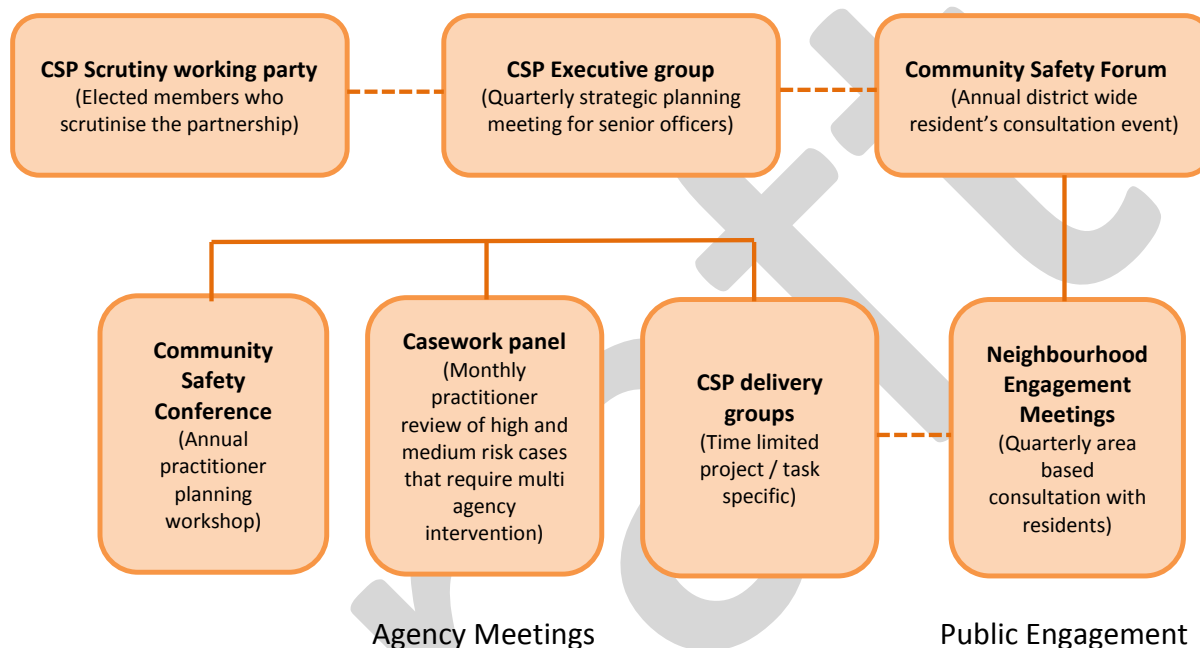 CSP Scrutiny working party
(Elected members who
scrutinise the partnership)
CSP Executive group
(Quarterly strategic planning
meeting for senior officers)
Community Safety Forum
(Annual district wide
resident’s consultation event)
Community
Safety
Conference
(Annual
practitioner
planning
workshop)
Casework panel
(Monthly
practitioner
review of high and
medium risk cases
that require multi
agency
intervention)
CSP delivery
groups
(Time limited
project / task
specific)
Neighbourhood
Engagement
Meetings
(Quarterly area
based
consultation with
residents)
Agency Meetings
Public Engagement